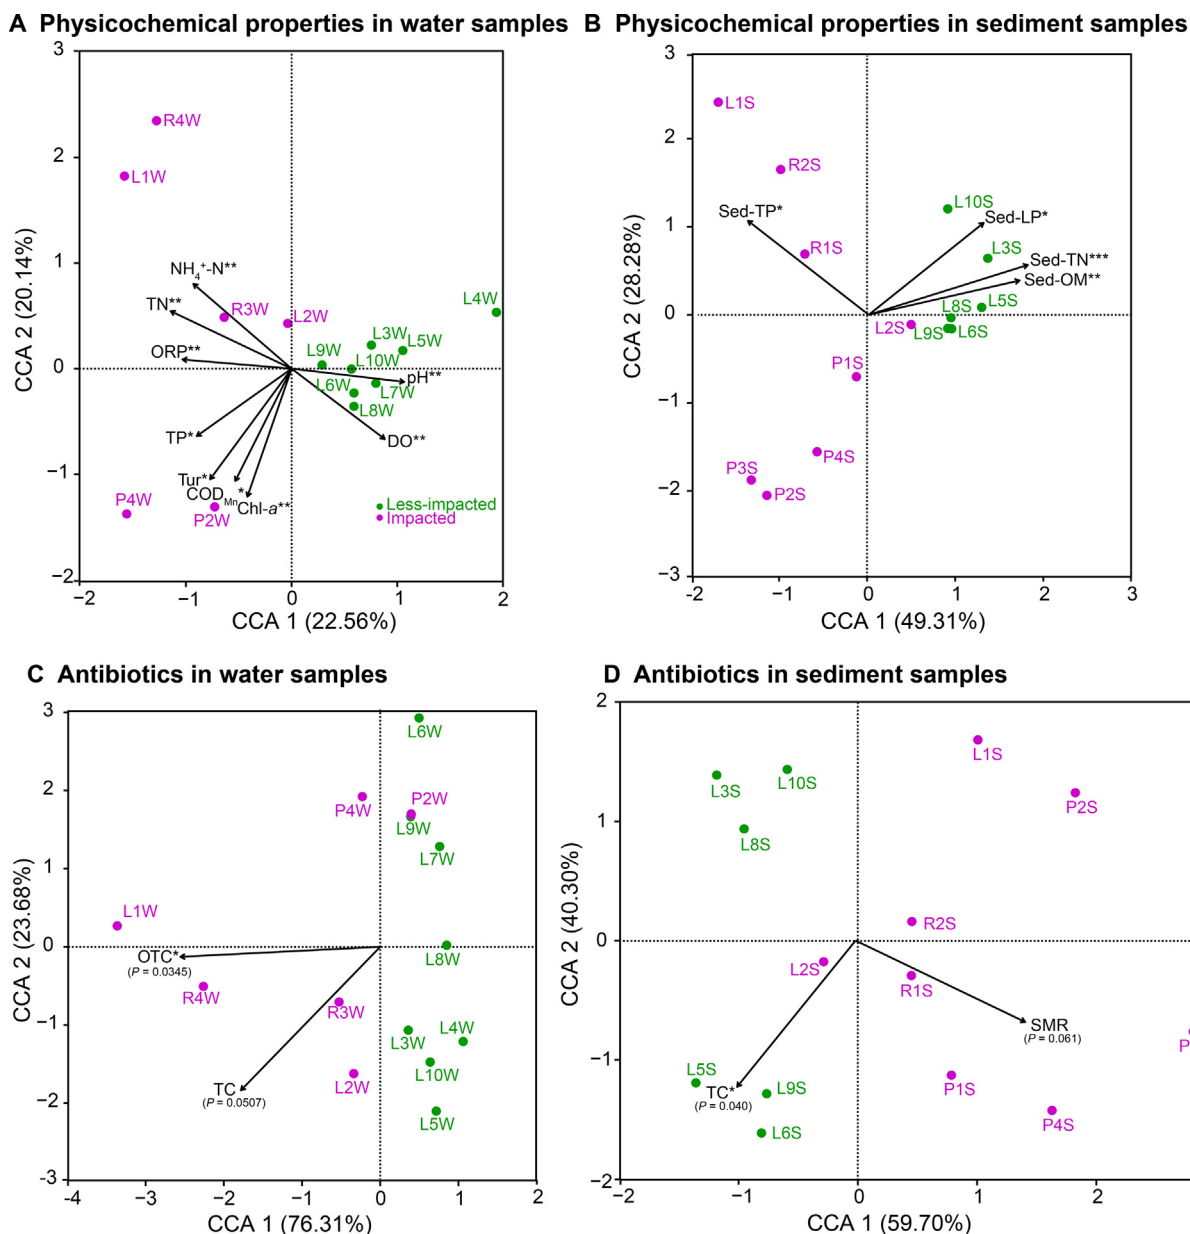 A Physicochemical properties in water samples
3
2
1
0
−1
−2
−2
−1
0
1
2
CCA 2 (20.14%)
CCA 1 (22.56%)
R4W
L1W
NH4+-N**
TN**
R3W
L2W
L4W
ORP**
L9W
L3W
L5W
L10W
pH**
L6W
L7W
L8W
TP*
DO**
Tur*
CODMn*
Chl-a**
P4W
P2W
Less-impacted
Impacted
B Physicochemical properties in sediment samples
3
2
1
0
−1
−2
−3
−2
−1
0
1
2
3
CCA 2 (28.28%)
CCA 1 (49.31%)
L1S
R2S
Sed-TP*
L10S
Sed-LP*
R1S
L3S
Sed-TN***
Sed-OM**
L8S
L5S
L2S
L9S
L6S
P1S
P4S
P3S
P2S
C Antibiotics in water samples
3
2
1
0
-1
-2
-3
-4
−3
−2
−1
0
1
2
CCA 2 (23.68%)
CCA 1 (76.31%)
L6W
P4W
P2W
L9W
L7W
L1W
OTC*
(P = 0.0345)
L8W
R4W
R3W
L3W
L4W
L10W
TC
(P = 0.0507)
L2W
L5W
D Antibiotics in sediment samples
2
1
0
−1
−2
−2
−1
0
1
2
CCA 2 (40.30%)
CCA 1 (59.70%)
L1S
L3S
L10S
P2S
L8S
R2S
L2S
R1S
SMR
(P = 0.061)
P
L5S
TC*
(P = 0.040)
L9S
P1S
L6S
P4S